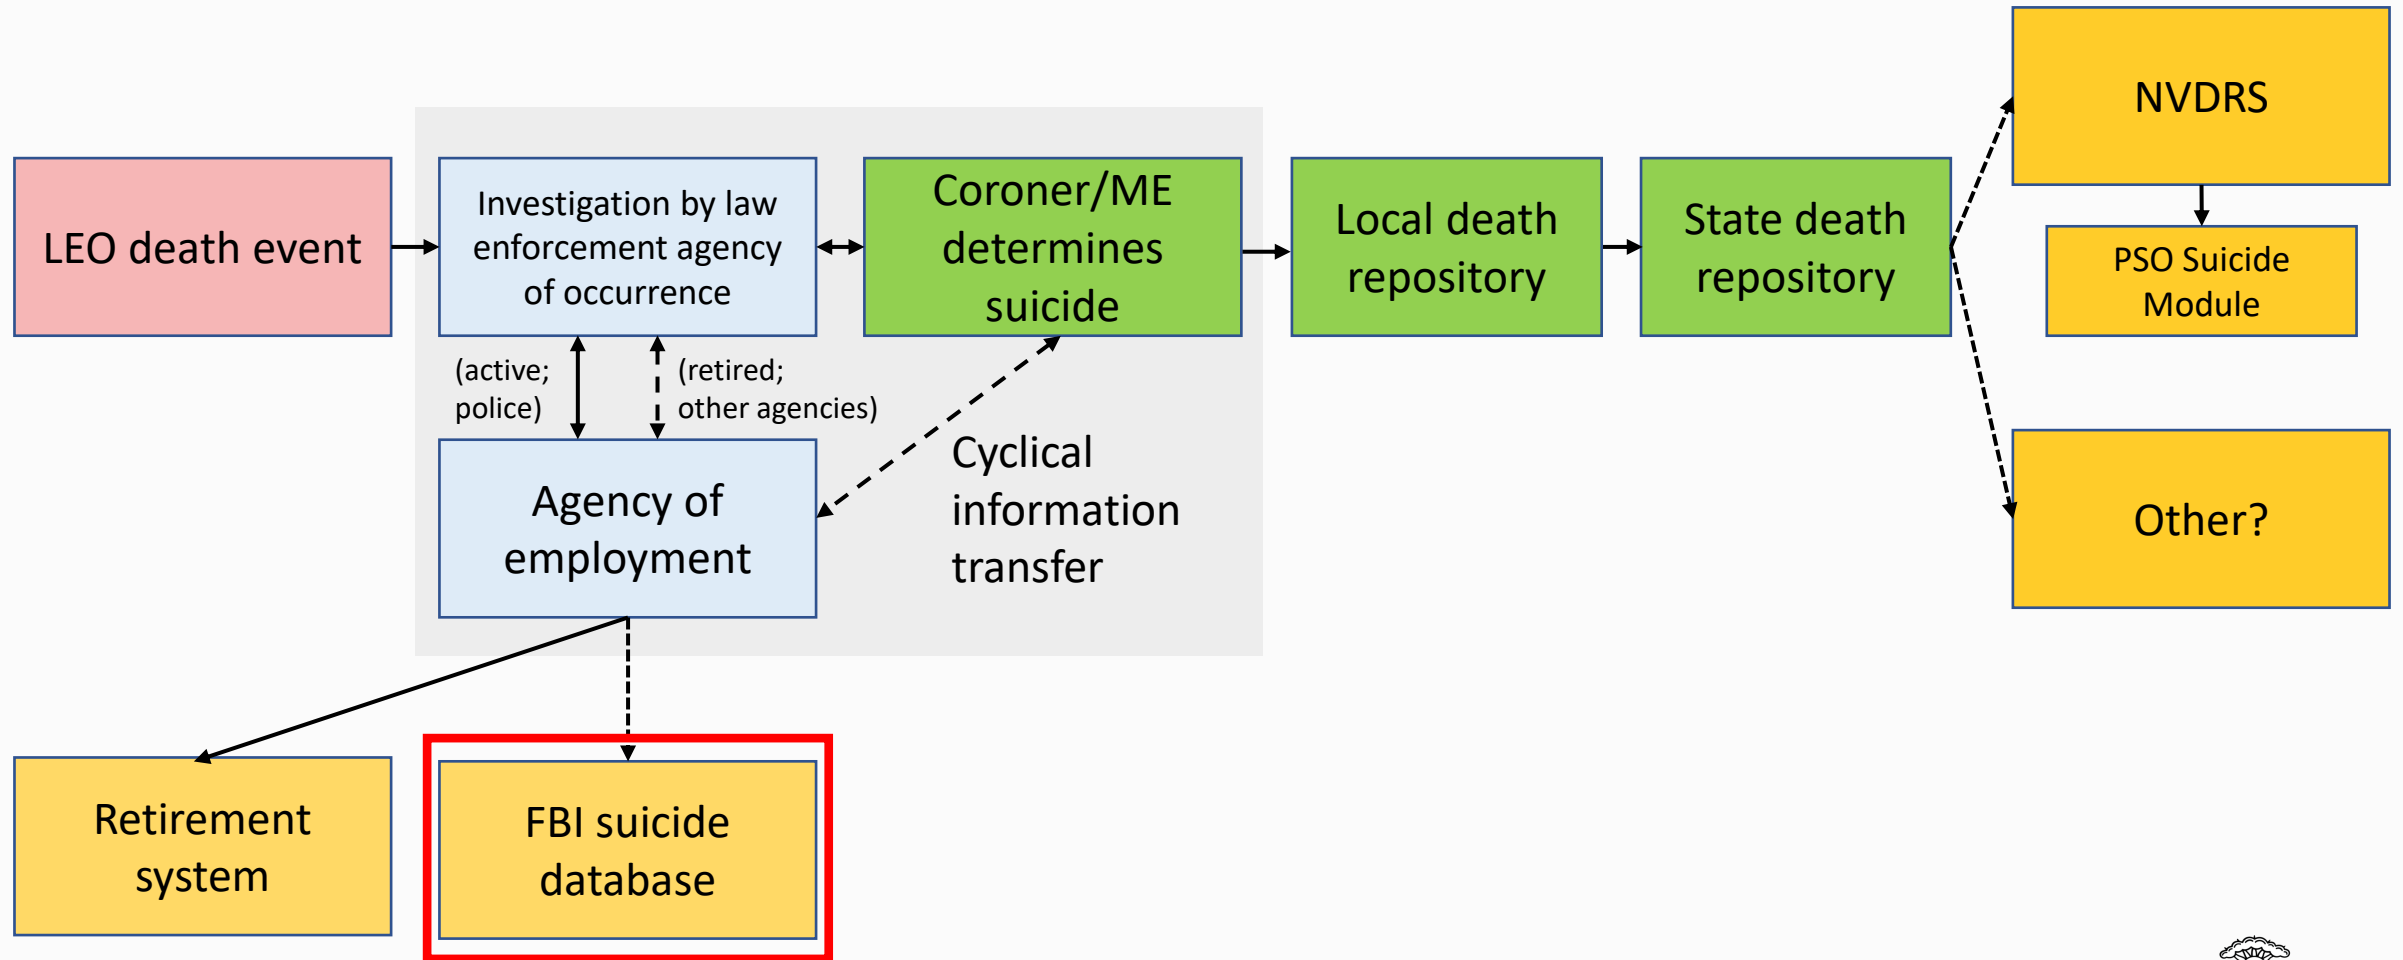 LEO death event
Investigation by law
enforcement agency
of occurrence
Coroner/ME
determines
suicide
Local death
repository
State death
repository
NVDRS
PSO Suicide
Module
(active;
police)
(retired;
other agencies)
Agency of
employment
Cyclical
information
transfer
Other?
Retirement
system
FBI suicide
database